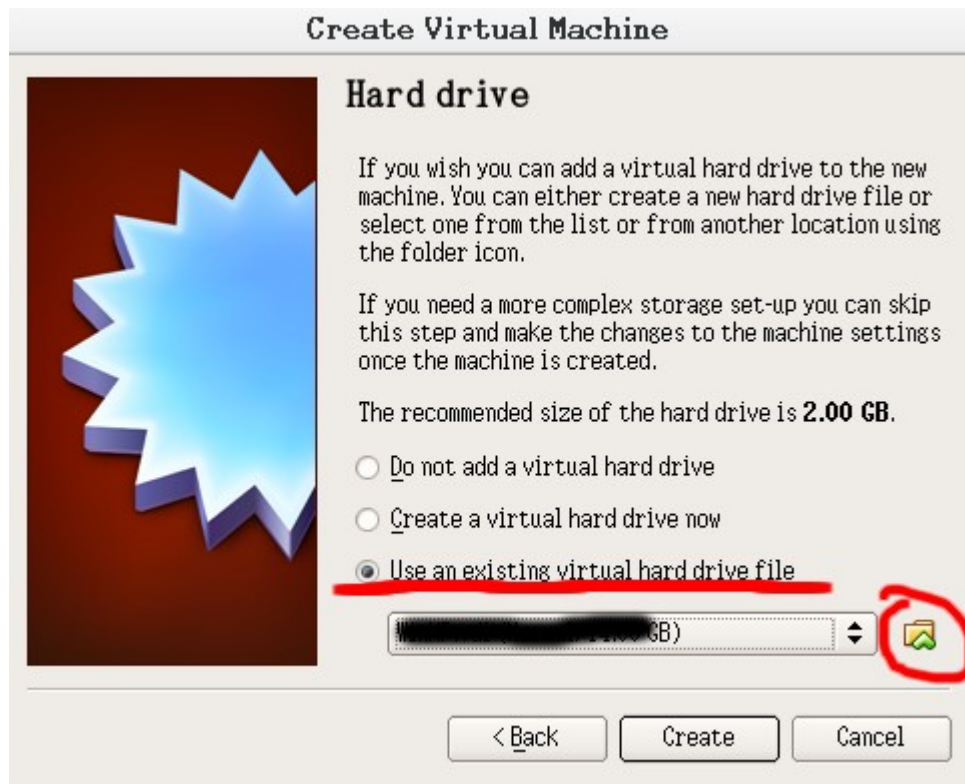 Create Virtual Machine
Hard drive
If you wish you can add a virtual hard drive to the new
machine. You can either create a new hard drive file or
select one from the list or from another location using
the folder icon.
If you need a more complex storage set-up you can skip
this step and make the changes to the machine settings
once the machine is created.
The recommended size of the hard drive is 2.00 GB.
Do not add a virtual hard drive
Create a virtual hard drive now
Use an existing virtual hard drive file
GB)
< Back
Create
Cancel